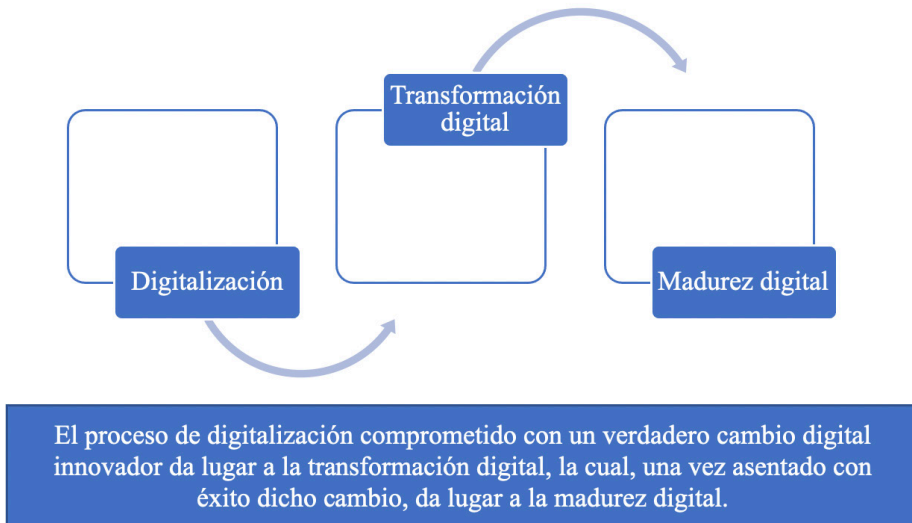 Transformación
digital
Digitalización
Madurez digital
El proceso de digitalización comprometido con un verdadero cambio digital
innovador da lugar a la transformación digital, la cual, una vez asentado con
éxito dicho cambio, da lugar a la madurez digital.